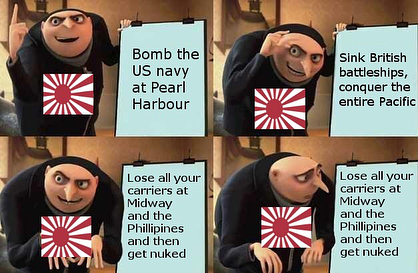 Bomb the
US navy
at Pearl
Harbour
Sink British
battleships,
conquer the
entire Pacific
Lose all your
carriers at
Midway
and the
Phillipines
and then
get nuked
Lose all your
carriers at
Midway
and the
Phillipines
and then
get nuked